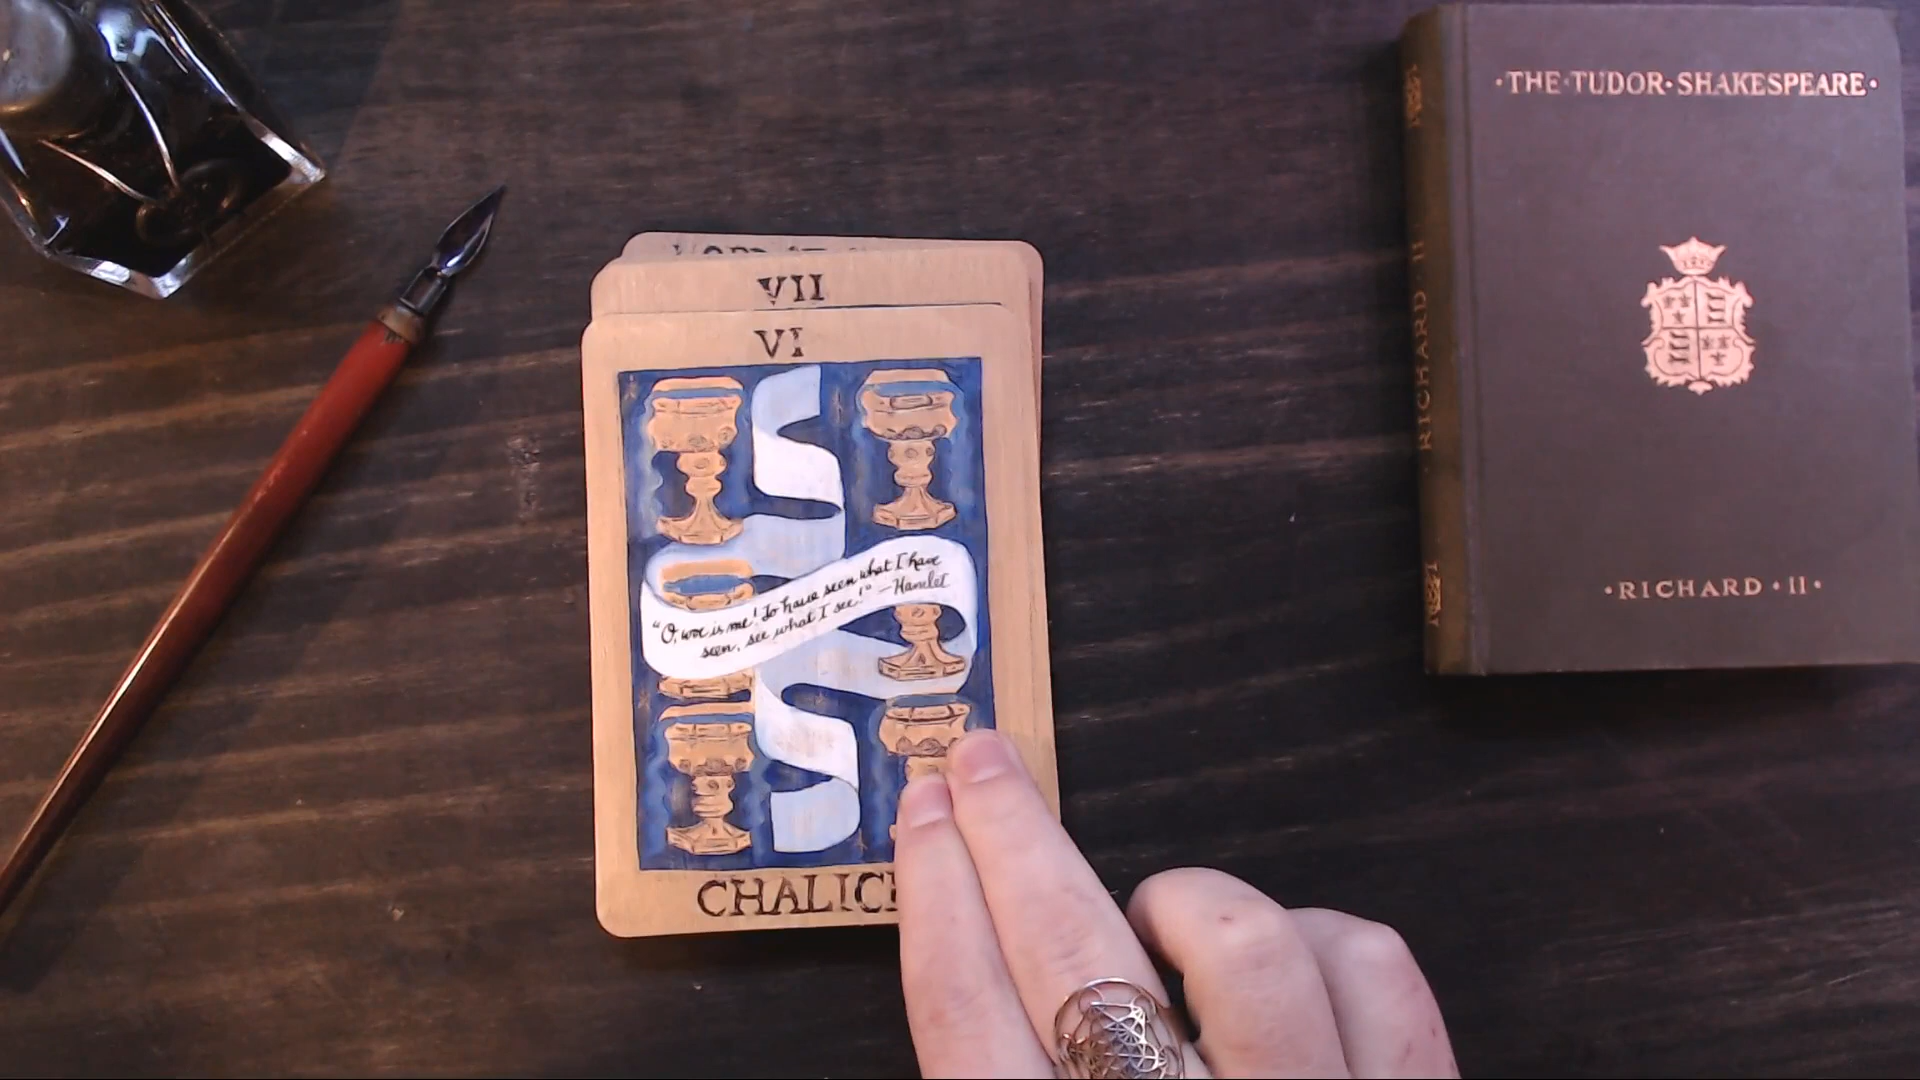 VII
VI
"O, woe is me! To have seen what I have
seen, see what I see!" —Hamlet
CHALIC
·THE·TUDOR·SHAKESPEARE·
·RICHARD·II·
RICHARD II